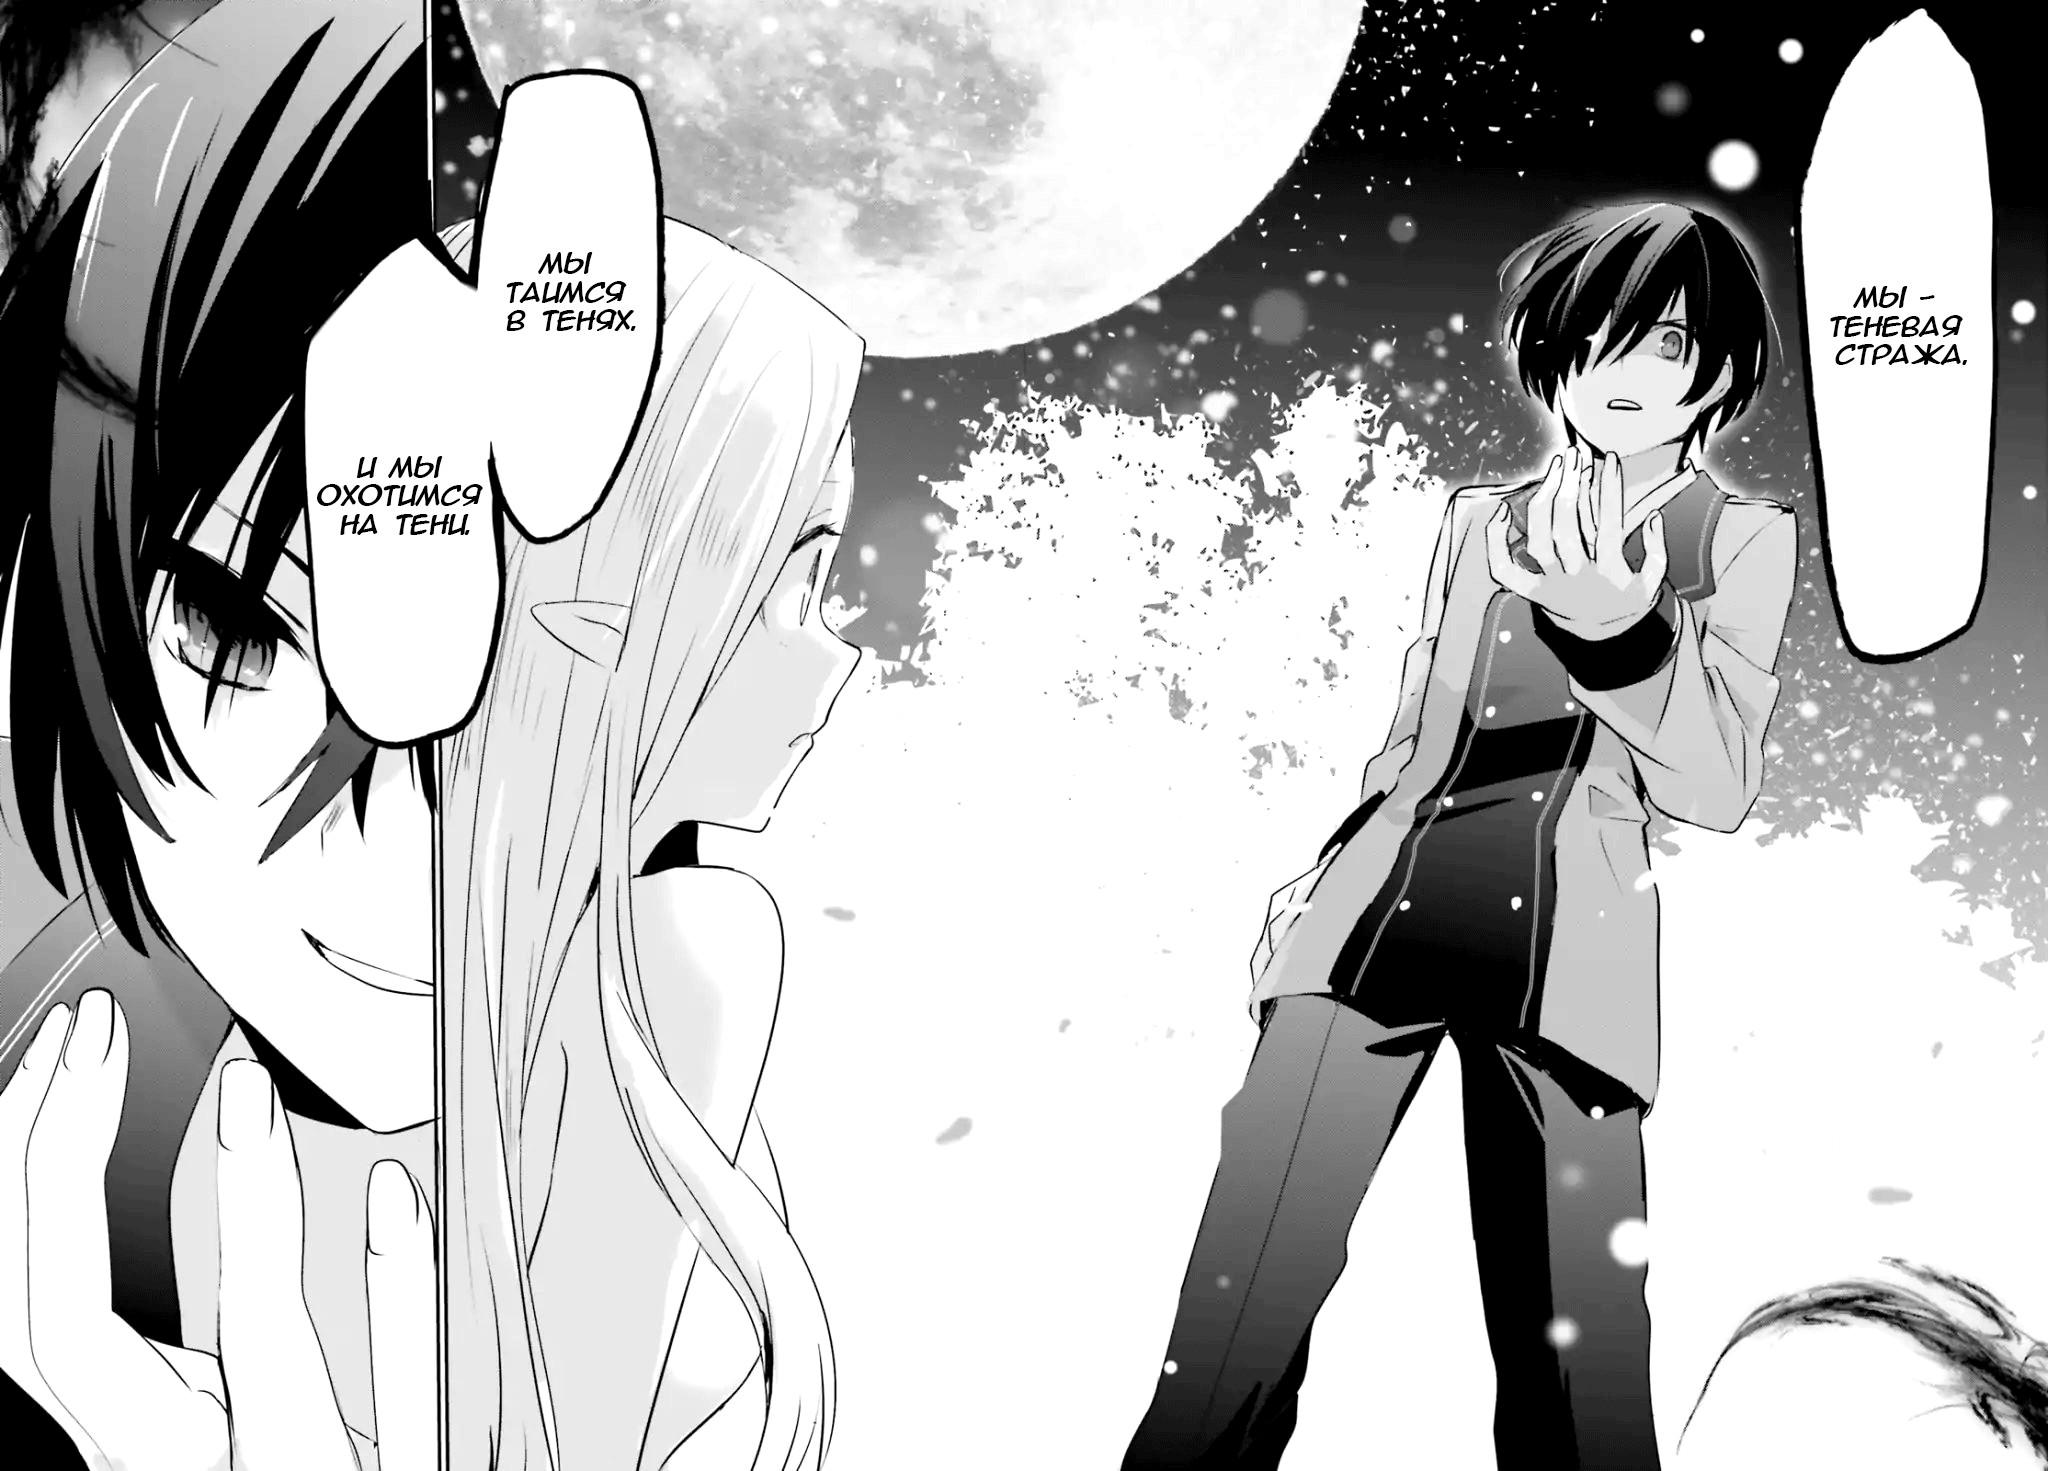 МЫ -
ТЕНЕВАЯ
СТРАЖА.
МЫ
ТАИМСЯ
В ТЕНЯХ.
И МЫ
ОХОТИМСЯ
НА ТЕНИ.